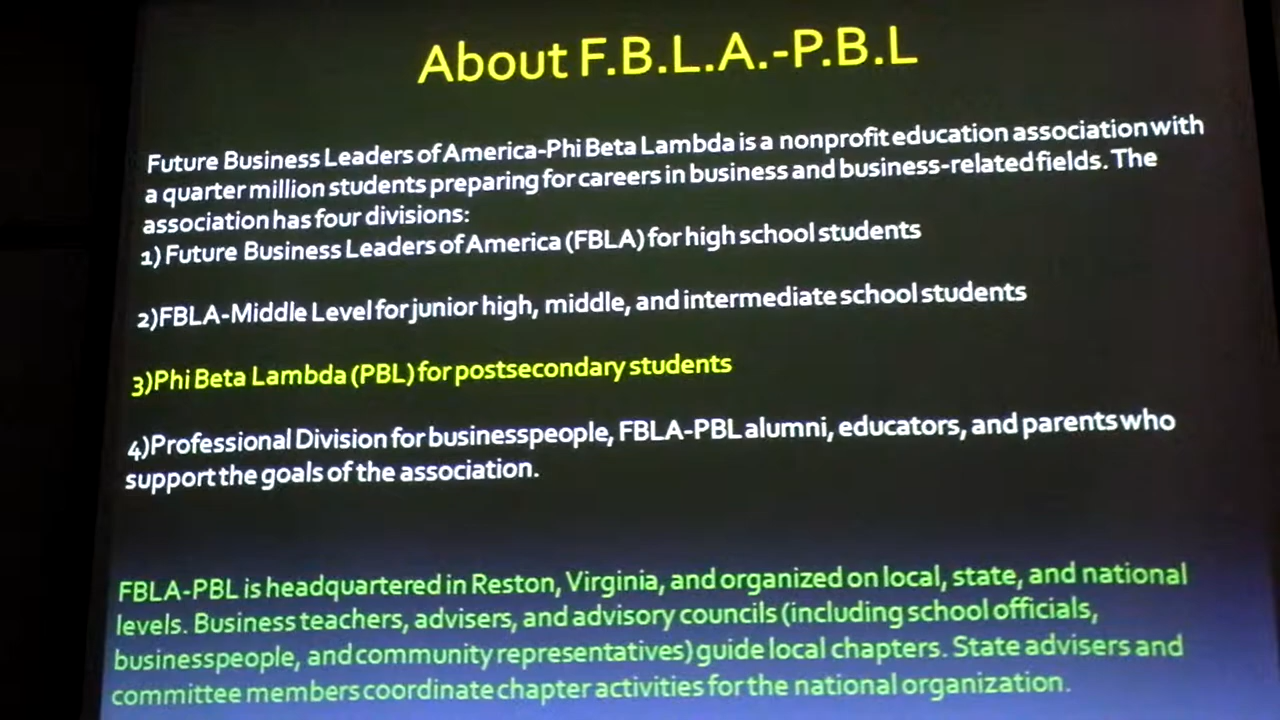 About F.B.L.A.-P.B.L
Future Business Leaders of America-Phi Beta Lambda is a nonprofit education association with
a quarter million students preparing for careers in business and business-related fields. The
association has four divisions:
1) Future Business Leaders of America (FBLA) for high school students
2)FBLA-Middle Level for junior high, middle, and intermediate school students
3)Phi Beta Lambda (PBL) for postsecondary students
4)Professional Division for businesspeople, FBLA-PBL alumni, educators, and parents who
support the goals of the association.
FBLA-PBL is headquartered in Reston, Virginia, and organized on local, state, and national
levels. Business teachers, advisers, and advisory councils (including school officials,
businesspeople, and community representatives) guide local chapters. State advisers and
committee members coordinate chapter activities for the national organization.